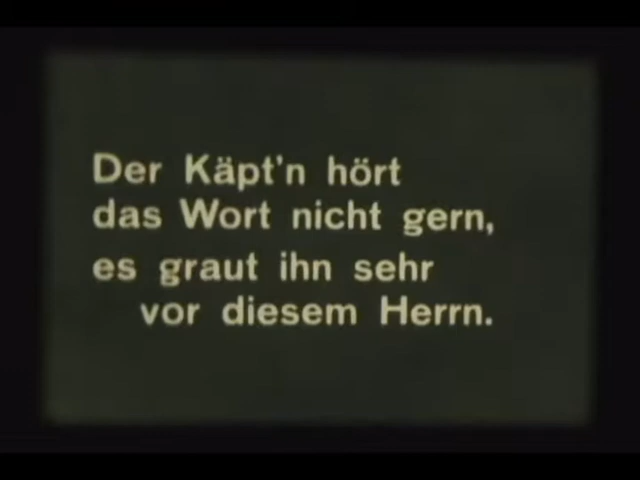 Der Käpt'n hört
das Wort nicht gern,
es graut ihn sehr
vor diesem Herrn.